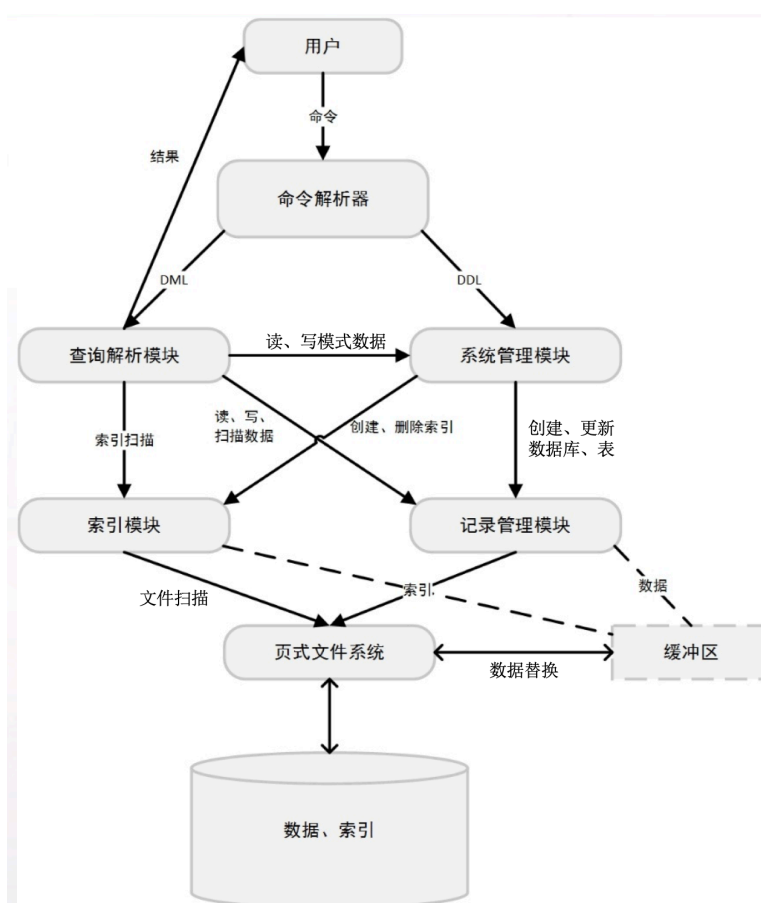 用户
命令
结果
命令解析器
DML
DDL
查询解析模块
读、写模式数据
系统管理模块
读、写、
扫描数据
创建、删除索引
创建、更新
数据库、表
索引扫描
索引模块
记录管理模块
文件扫描
索引
数据
页式文件系统
数据替换
缓冲区
数据、索引